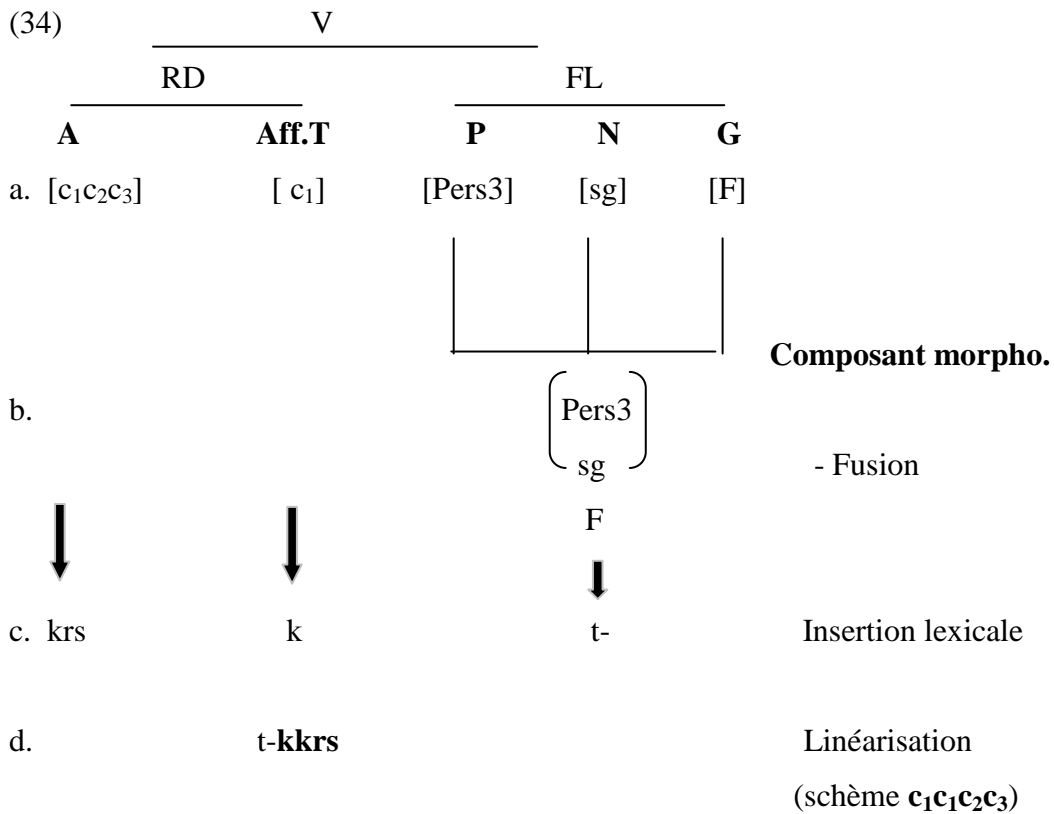 (34) V
RD FL
A Aff.T P N G
a. [c₁c₂c₃] [ c₁] [Pers3] [sg] [F]
Composant morpho.
b. Pers3
sg - Fusion
F
c. krs k t- Insertion lexicale
d. t-kkrs Linéarisation
(schème c₁c₁c₂c₃)